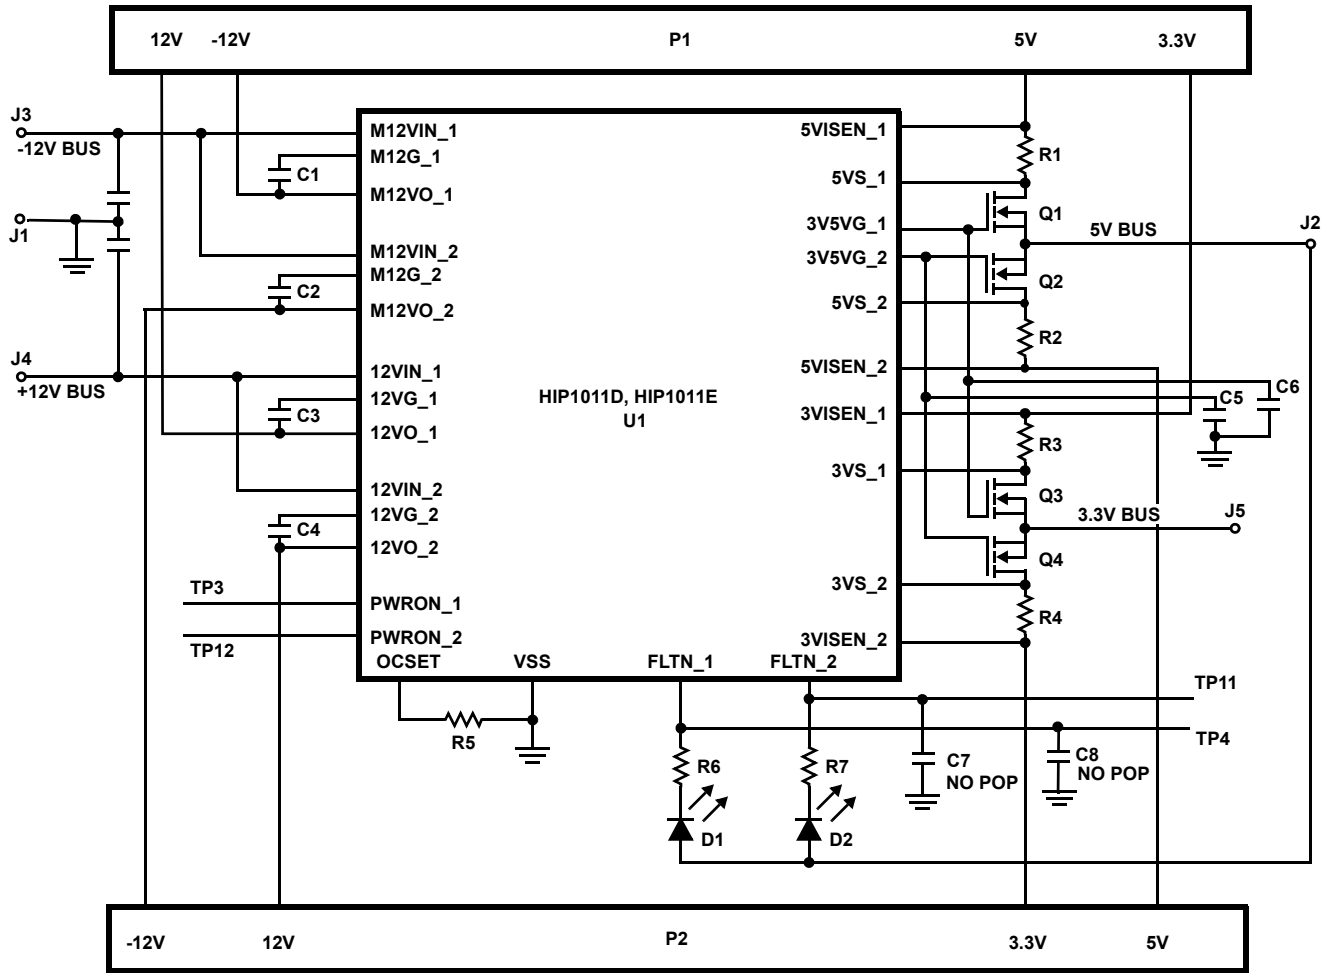 12V -12V P1 5V 3.3V
J3
-12V BUS
J1
J4
+12V BUS
C1
C2
C3
C4
M12VIN_1
M12G_1
M12VO_1
M12VIN_2
M12G_2
M12VO_2
12VIN_1
12VG_1
12VO_1
12VIN_2
12VG_2
12VO_2
PWRON_1
PWRON_2
TP3
TP12
HIP1011D, HIP1011E
U1
5VISEN_1
5VS_1
3V5VG_1
3V5VG_2
5VS_2
5VISEN_2
3VISEN_1
3VS_1
3VS_2
3VISEN_2
OCSET VSS FLTN_1 FLTN_2
R1
Q1
5V BUS
J2
Q2
R2
C6
C5
R3
Q3
3.3V BUS
J5
Q4
R4
TP11
TP4
R5
R6
R7
C7
NO POP
C8
NO POP
D1
D2
-12V 12V P2 3.3V 5V